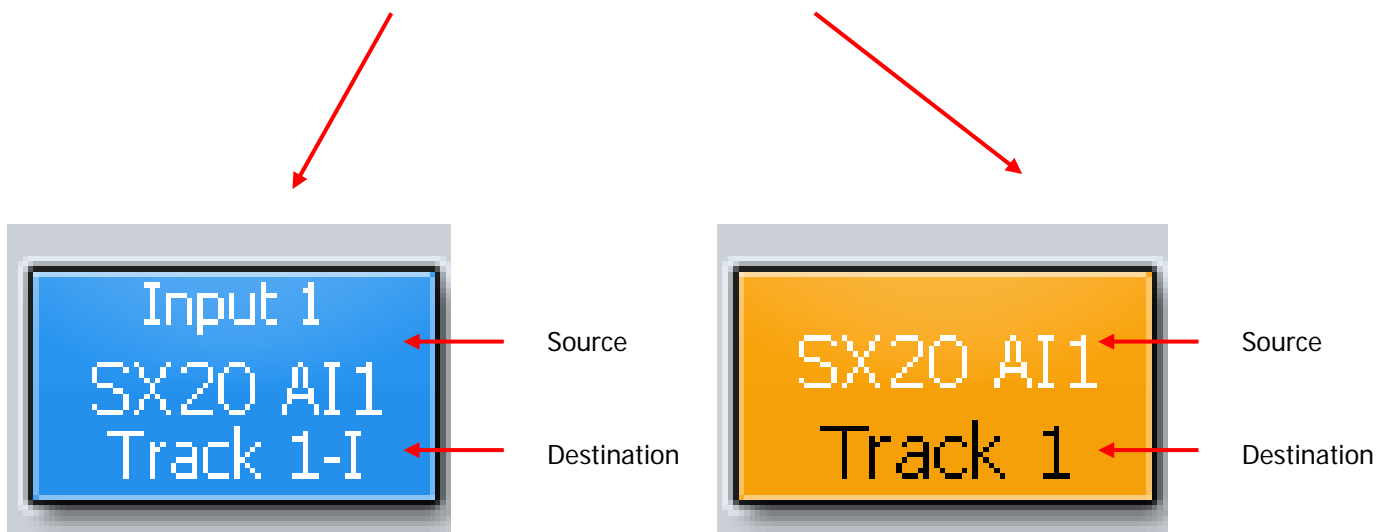 Input 1
SX20 AI1
Track 1-I
Source
Destination
SX20 AI1
Track 1
Source
Destination